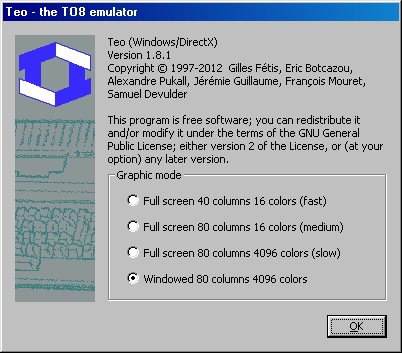 Teo - the TO8 emulator
Teo (Windows/DirectX)
Version 1.8.1
Copyright © 1997-2012  Gilles Fétis, Eric Botcazou,
Alexandre Pukall, Jérémie Guillaume, François Mouret,
Samuel Devulder
This program is free software; you can redistribute it
and/or modify it under the terms of the GNU General
Public License; either version 2 of the License, or (at your
option) any later version.
Graphic mode
Full screen 40 columns 16 colors (fast)
Full screen 80 columns 16 colors (medium)
Full screen 80 columns 4096 colors (slow)
Windowed 80 columns 4096 colors
OK